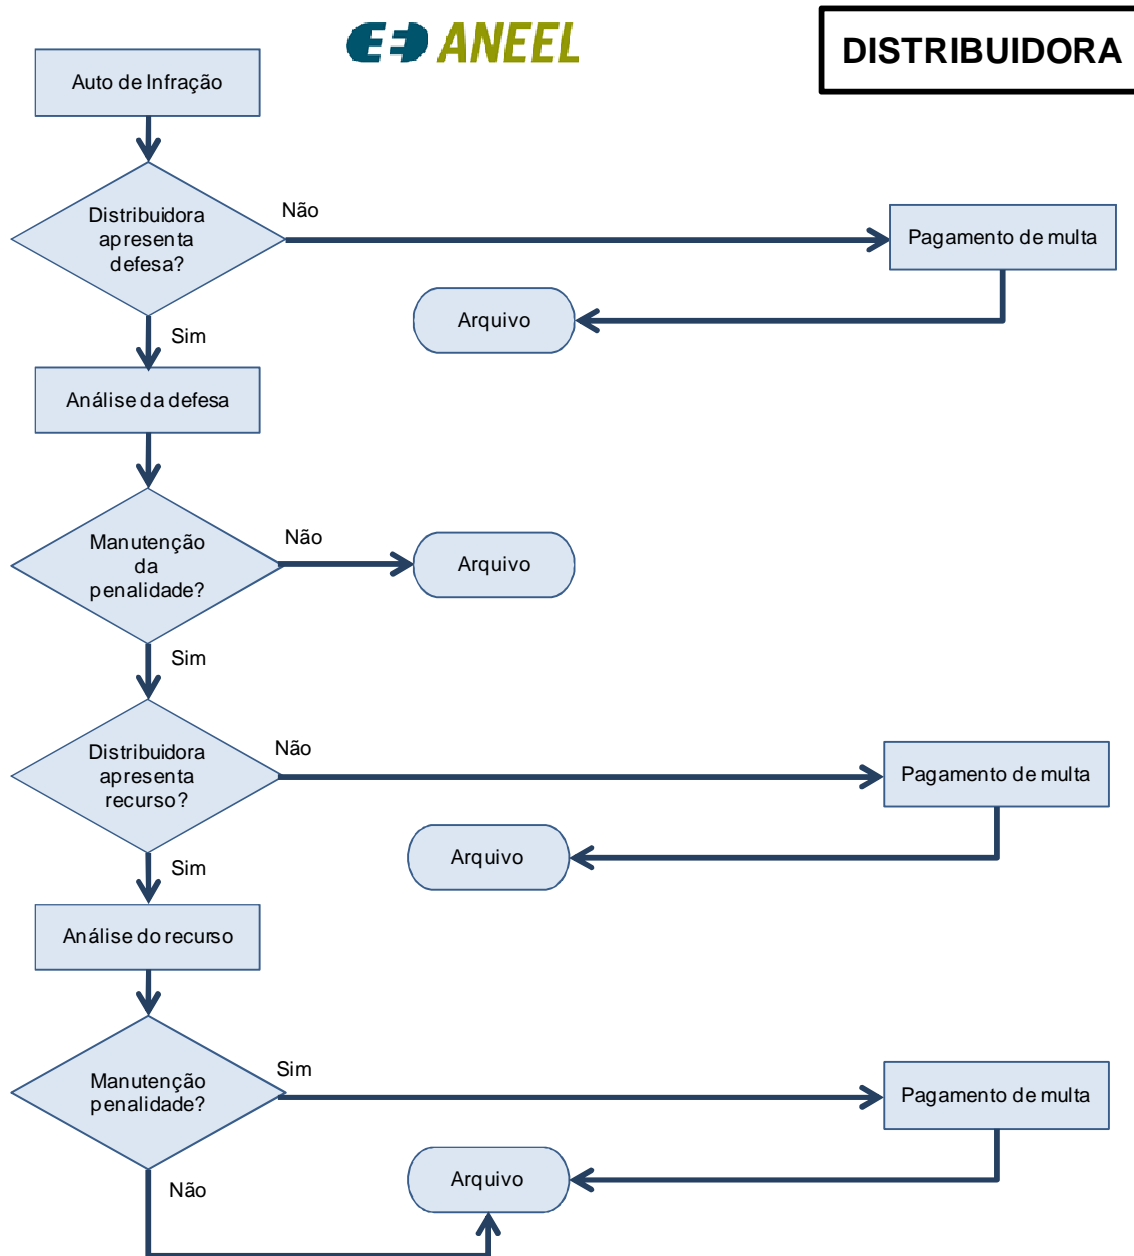 ANEEL
DISTRIBUIDORA
Auto de Infração
Distribuidora
apresenta
defesa?
Não
Pagamento de multa
Arquivo
Sim
Análise da defesa
Manutenção
da
penalidade?
Não
Arquivo
Sim
Distribuidora
apresenta
recurso?
Não
Pagamento de multa
Arquivo
Sim
Análise do recurso
Manutenção
penalidade?
Sim
Pagamento de multa
Arquivo
Não